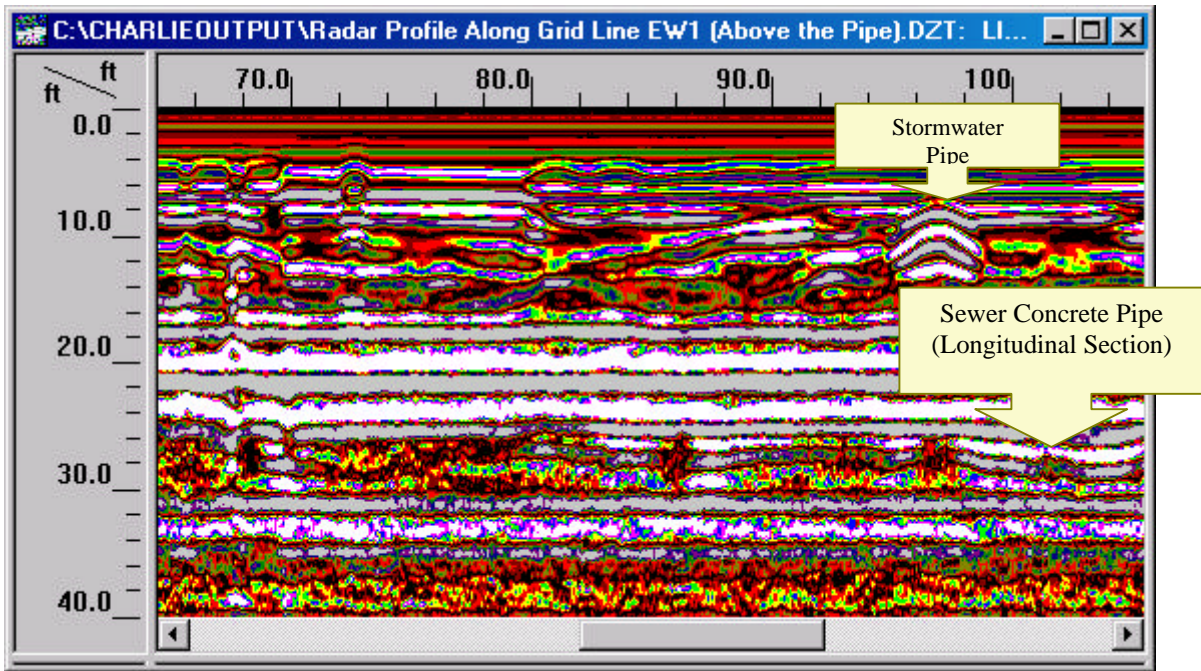 C:\CHARLIEOUTPUT\Radar Profile Along Grid Line EW1 (Above the Pipe).DZT: LI...
ft
ft
70.0
80.0
90.0
100
0.0
10.0
20.0
30.0
40.0
Stormwater
Pipe
Sewer Concrete Pipe
(Longitudinal Section)